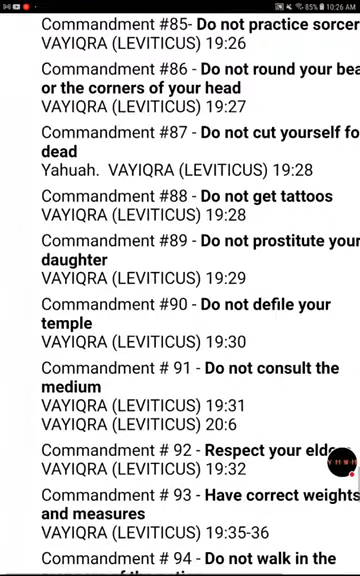 85% 10:26 AM
Commandment #85- Do not practice sorcer
VAYIQRA (LEVITICUS) 19:26
Commandment #86 - Do not round your bea
or the corners of your head
VAYIQRA (LEVITICUS) 19:27
Commandment #87 - Do not cut yourself fo
dead
Yahuah. VAYIQRA (LEVITICUS) 19:28
Commandment #88 - Do not get tattoos
VAYIQRA (LEVITICUS) 19:28
Commandment #89 - Do not prostitute your
daughter
VAYIQRA (LEVITICUS) 19:29
Commandment #90 - Do not defile your
temple
VAYIQRA (LEVITICUS) 19:30
Commandment # 91 - Do not consult the
medium
VAYIQRA (LEVITICUS) 19:31
VAYIQRA (LEVITICUS) 20:6
Commandment # 92 - Respect your eld
VAYIQRA (LEVITICUS) 19:32
Commandment # 93 - Have correct weights
and measures
VAYIQRA (LEVITICUS) 19:35-36
Commandment # 94 - Do not walk in the